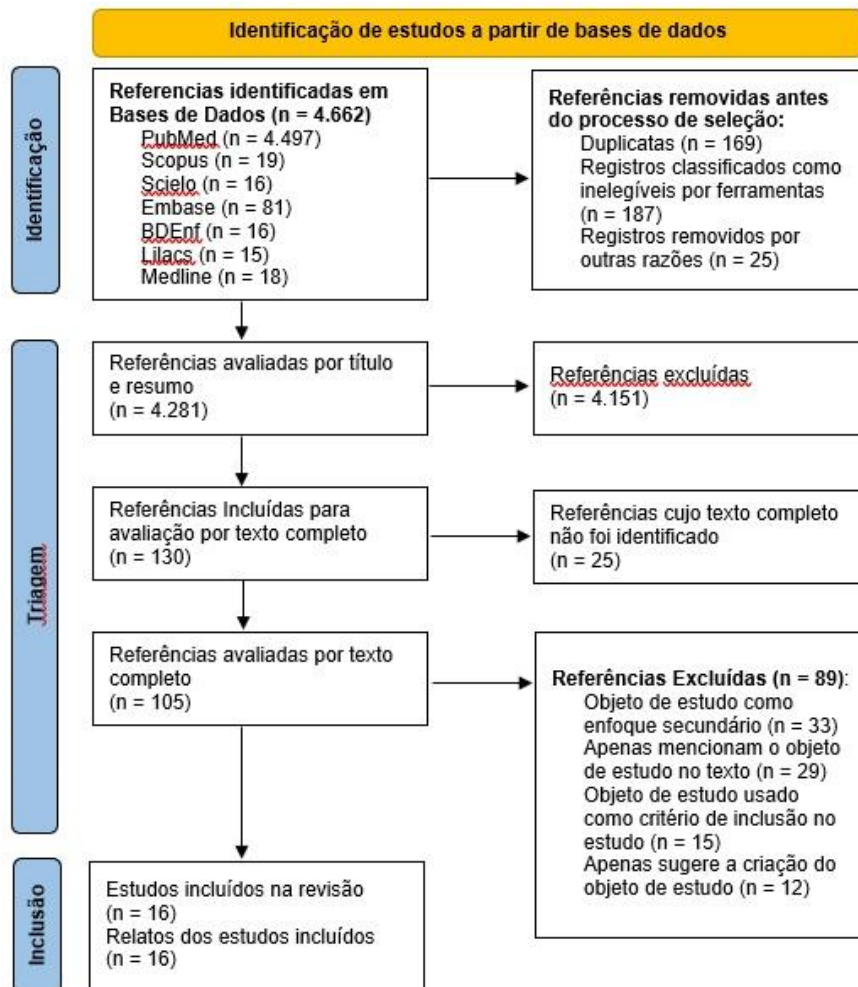 Identificação de estudos a partir de bases de dados
Identificação
Referencias identificadas em
Bases de Dados (n = 4.662)
PubMed (n = 4.497)
Scopus (n = 19)
Scielo (n = 16)
Embase (n = 81)
BDEnf (n = 16)
Lilacs (n = 15)
Medline (n = 18)
Referências removidas antes
do processo de seleção:
Duplicatas (n = 169)
Registros classificados como
inelegíveis por ferramentas
(n = 187)
Registros removidos por
outras razões (n = 25)
Triagem
Referências avaliadas por título
e resumo
(n = 4.281)
Referências excluídas
(n = 4.151)
Referências Incluídas para
avaliação por texto completo
(n = 130)
Referências cujo texto completo
não foi identificado
(n = 25)
Referências avaliadas por texto
completo
(n = 105)
Referências Excluídas (n = 89):
Objeto de estudo como
enfoque secundário (n = 33)
Apenas mencionam o objeto
de estudo no texto (n = 29)
Objeto de estudo usado
como critério de inclusão no
estudo (n = 15)
Apenas sugere a criação do
objeto de estudo (n = 12)
Inclusão
Estudos incluídos na revisão
(n = 16)
Relatos dos estudos incluídos
(n = 16)